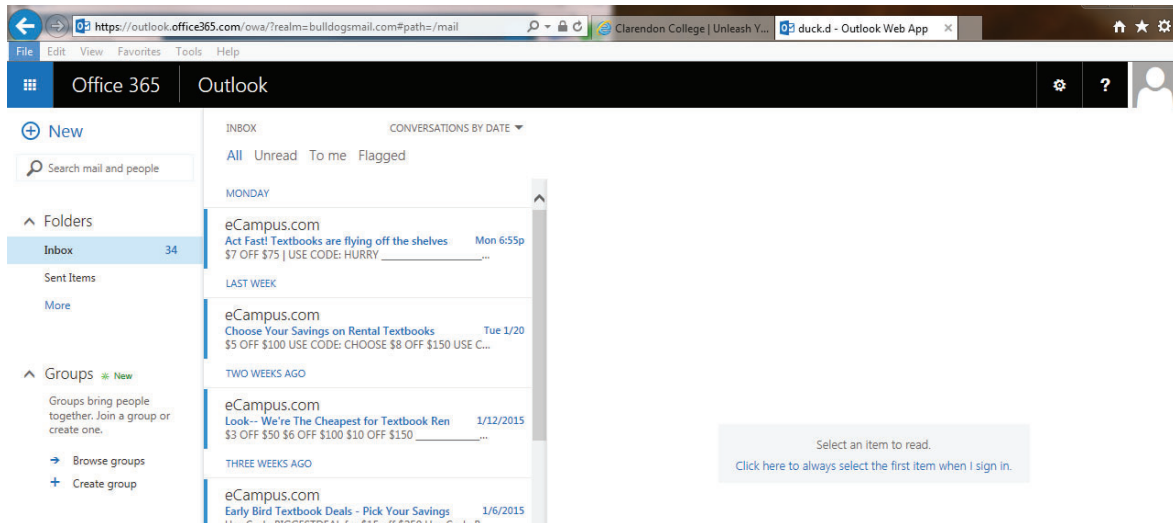 https://outlook.office365.com/owa/?realm=bulldogsmail.com#path=/mail
Clarendon College | Unleash Y...
duck.d - Outlook Web App
File Edit View Favorites Tools Help
Office 365
Outlook
?
New
Search mail and people
Folders
Inbox 34
Sent Items
More
Groups New
Groups bring people
together. Join a group or
create one.
Browse groups
Create group
INBOX
CONVERSATIONS BY DATE
All Unread To me Flagged
MONDAY
eCampus.com
Act Fast! Textbooks are flying off the shelves Mon 6:55p
$7 OFF $75 | USE CODE: HURRY ____________________...
LAST WEEK
eCampus.com
Choose Your Savings on Rental Textbooks Tue 1/20
$5 OFF $100 USE CODE: CHOOSE $8 OFF $150 USE C...
TWO WEEKS AGO
eCampus.com
Look-- We're The Cheapest for Textbook Ren 1/12/2015
$3 OFF $50 $6 OFF $100 $10 OFF $150 _____________...
THREE WEEKS AGO
eCampus.com
Early Bird Textbook Deals - Pick Your Savings 1/6/2015
Select an item to read.
Click here to always select the first item when I sign in.